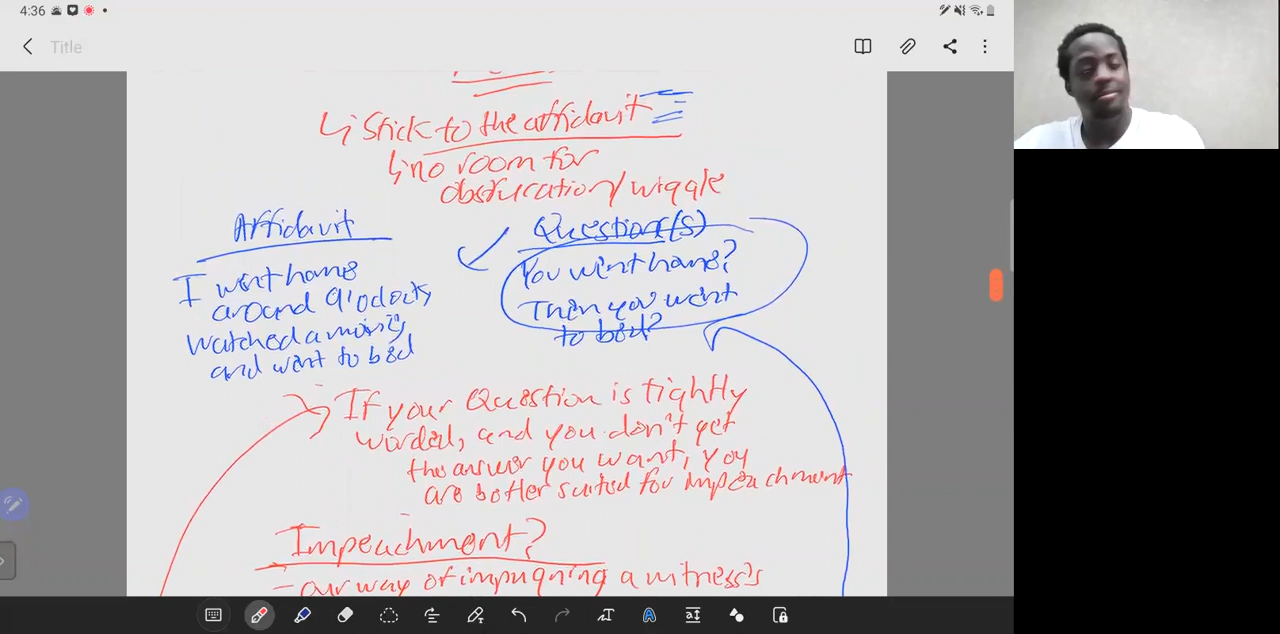 4:36
Title
↳ Stick to the affidavit
↳ no room for
obsfucation/wiggle
Affidavit
I went home
around 9 o'clock,
watched a movie
and went to bed
Question(s)
You went home?
Then you went
to bed?
If your Question is tightly
worded, and you don't get
the answer you want, you
are better suited for impeachment
Impeachment?
- our way of impugning a witness's